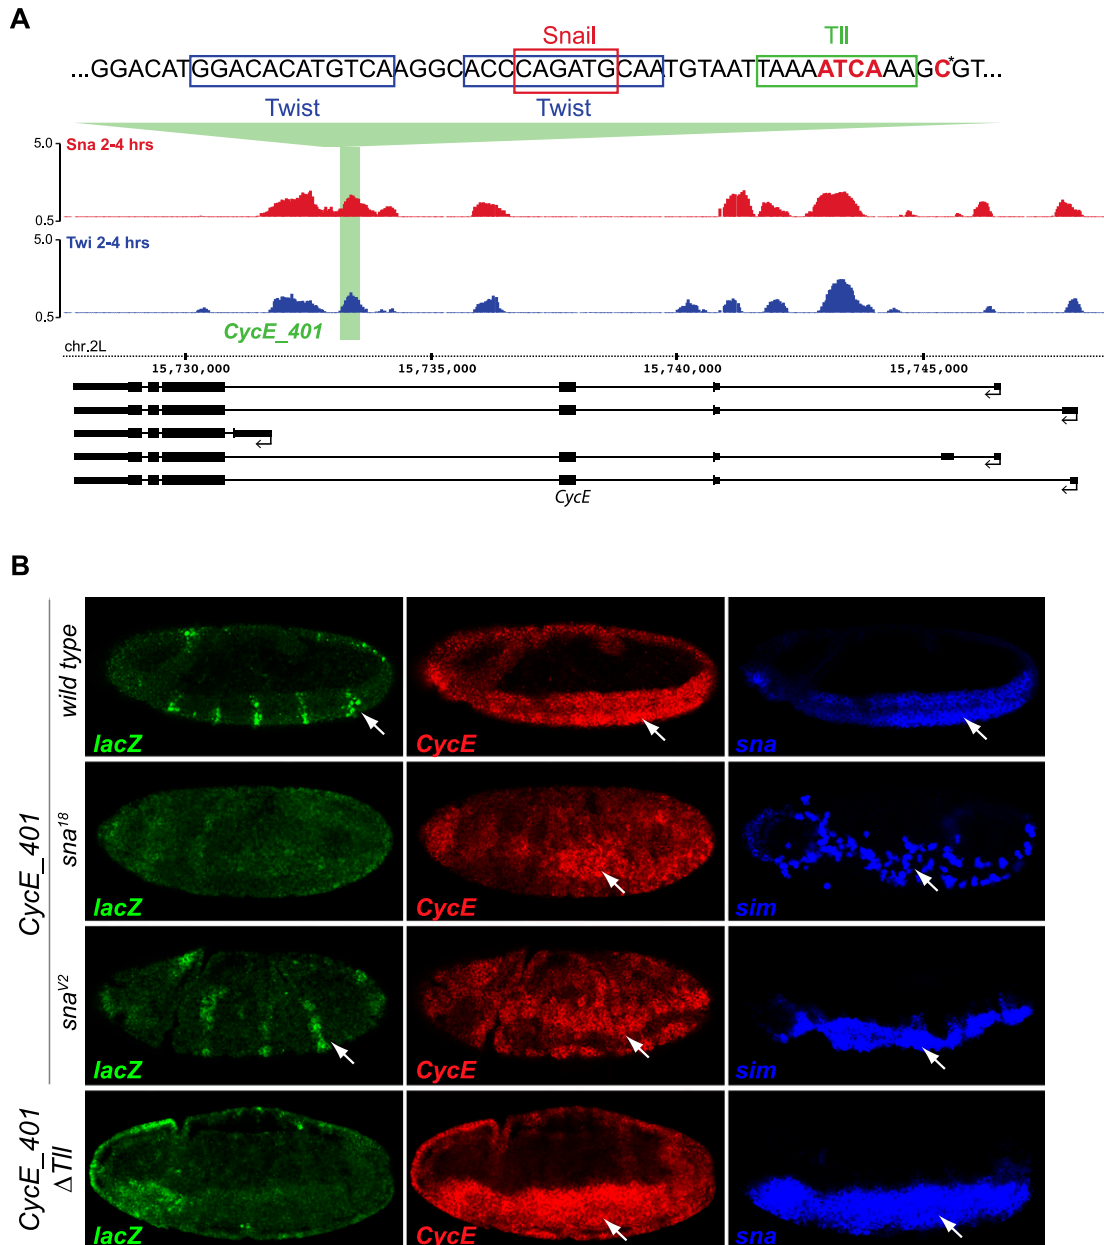 A
Snail
Tll
...GGACATGGACACATGTCAAGGCACCCAGATGCAATGTAATTAAAATCAAAGC*GT...
Twist
Twist
5.0
Sna 2-4 hrs
0.5
5.0
Twi 2-4 hrs
0.5
CycE_401
chr.2L
15,730,000
15,735,000
15,740,000
15,745,000
CycE
B
CycE_401
wild type
lacZ
CycE
sna
sna18
lacZ
CycE
sim
snaV2
lacZ
CycE
sim
CycE_401
Δ Tll
lacZ
CycE
sna